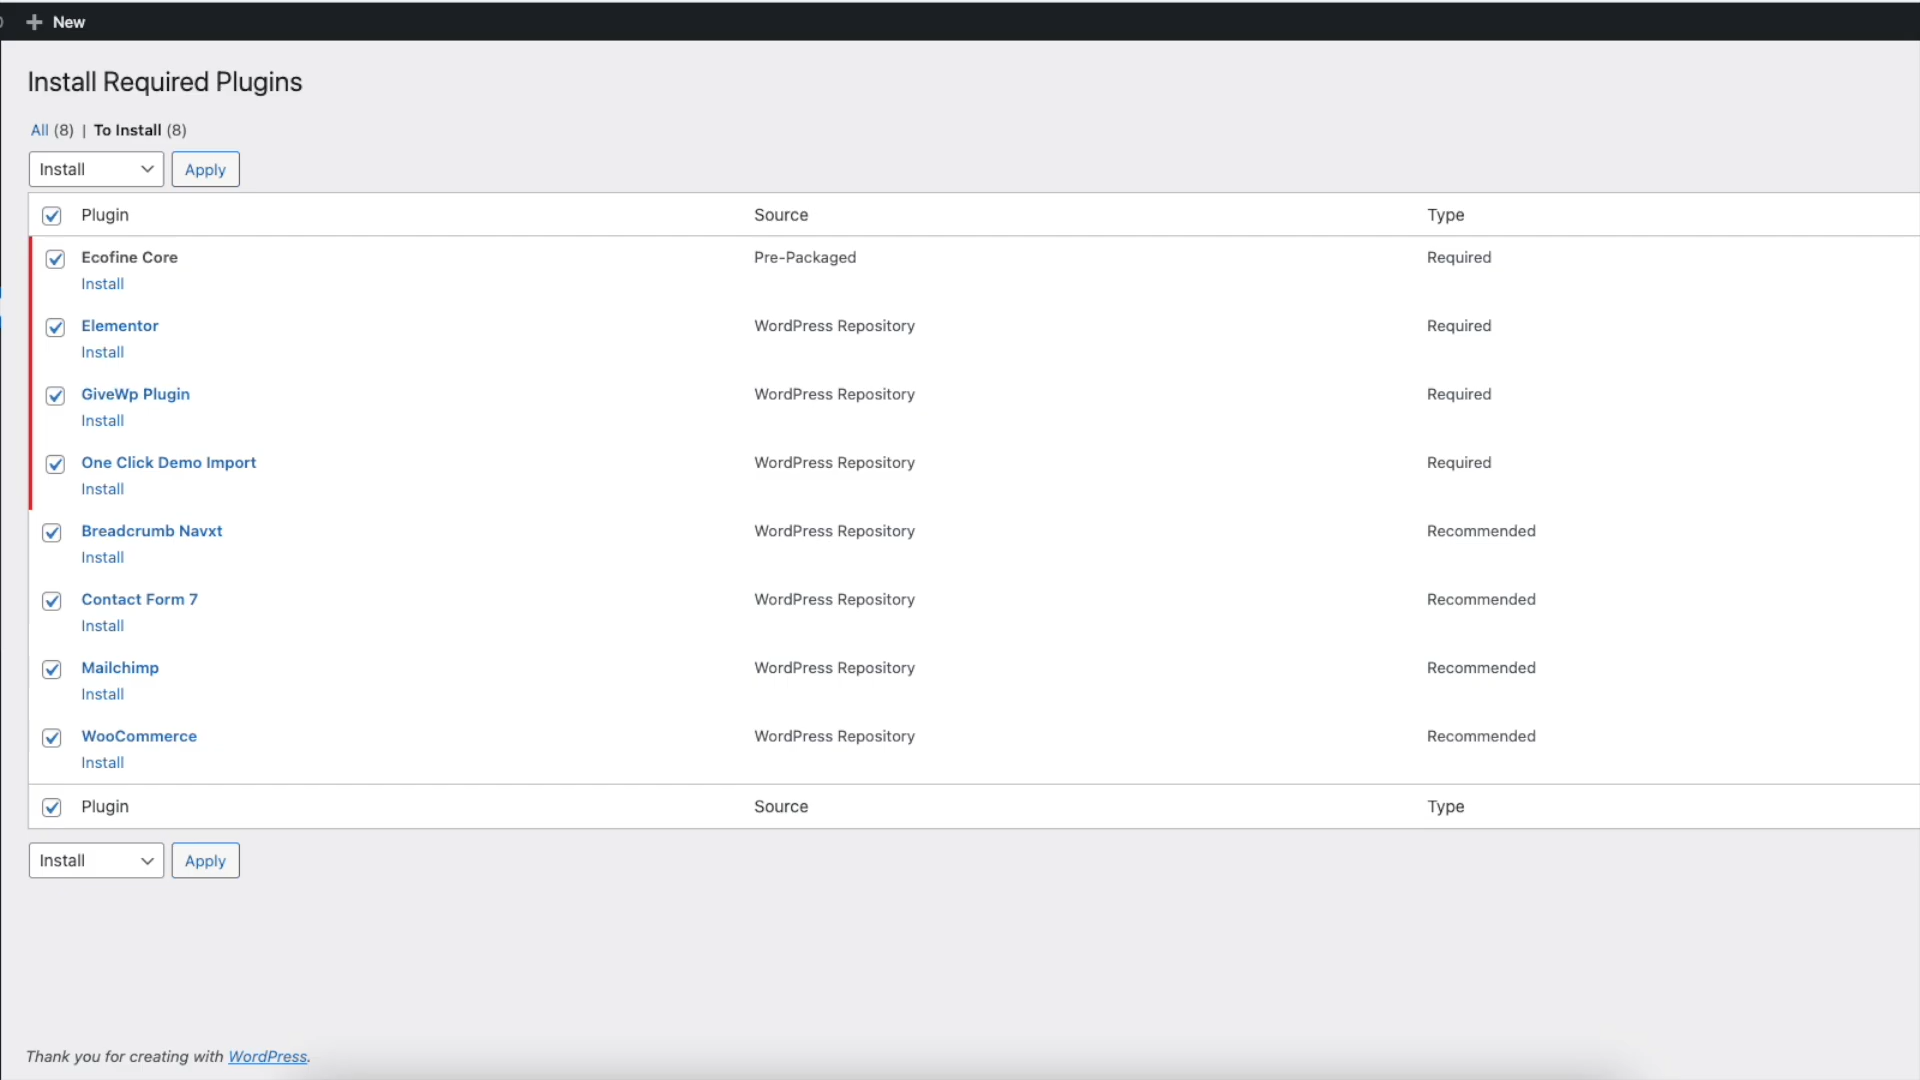 New
Install Required Plugins
All (8) | To Install (8)
Install Apply
Plugin Source Type
Ecofine Core Pre-Packaged Required
Install
Elementor WordPress Repository Required
Install
GiveWp Plugin WordPress Repository Required
Install
One Click Demo Import WordPress Repository Required
Install
Breadcrumb Navxt WordPress Repository Recommended
Install
Contact Form 7 WordPress Repository Recommended
Install
Mailchimp WordPress Repository Recommended
Install
WooCommerce WordPress Repository Recommended
Install
Plugin Source Type
Install Apply
Thank you for creating with WordPress.